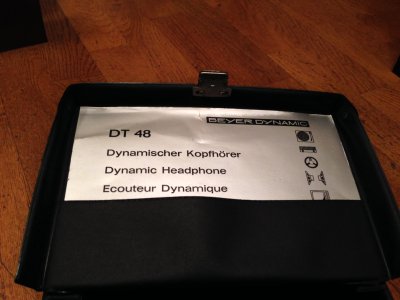 BEYER DYNAMIC
DT 48
Dynamischer Kopfhörer
Dynamic Headphone
Ecouteur Dynamique